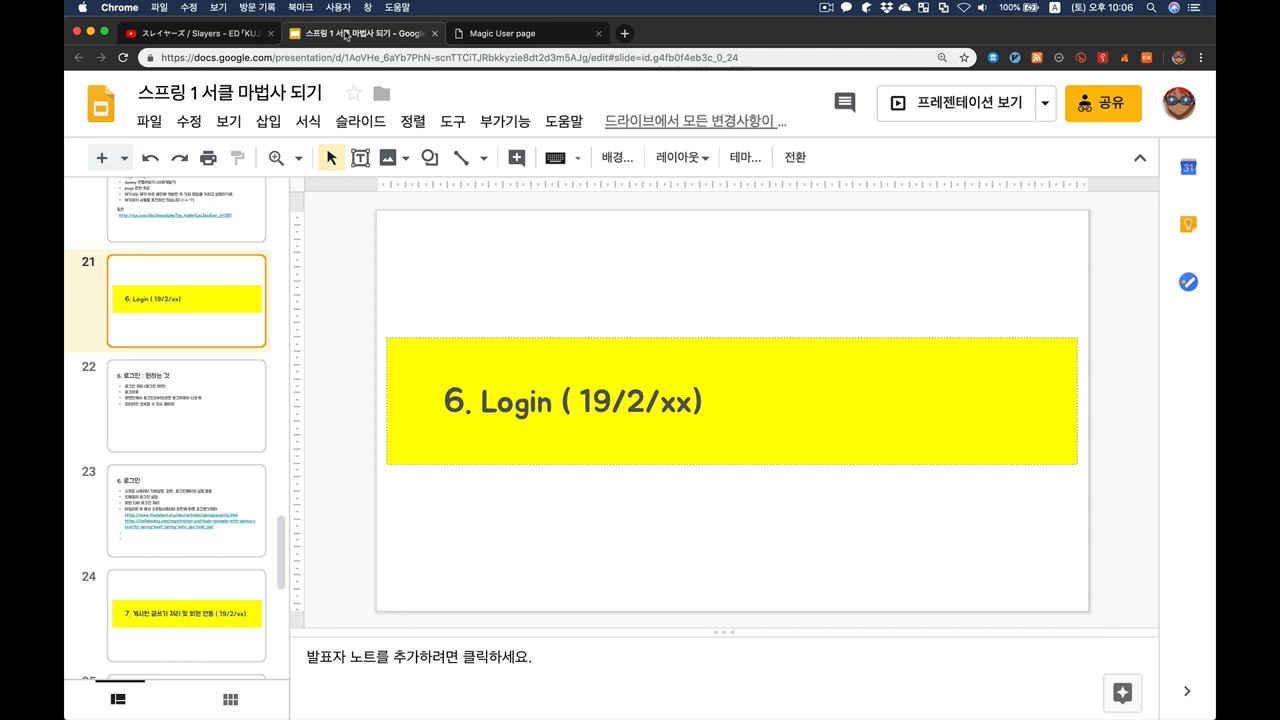 Chrome 파일 수정 보기 방문 기록 북마크 사용자 창 도움말 100% A (토) 오후 10:06
スレイヤーズ / Slayers - ED「KUJ
스프링 1 서클 마법사 되기 - Google
Magic User page
https://docs.google.com/presentation/d/1AoVHe_6aYb7PhN-scnTTCiTJRbkkyzie8dt2d3m5AJg/edit#slide=id.g4fb0f4eb3c_0_24
스프링 1 서클 마법사 되기
프레젠테이션 보기
공유
파일 수정 보기 삽입 서식 슬라이드 정렬 도구 부가기능 도움말 드라이브에서 모든 변경사항이 ...
배경... 레이아웃 테마... 전환
31
21
6. Login ( 19/2/xx)
22
6. 로그인 : 원하는 것
23
6. 로그인
24
7. 게시판 글쓰기 처리 및 회원 연동 ( 19/2/xx)
6. Login ( 19/2/xx)
발표자 노트를 추가하려면 클릭하세요.